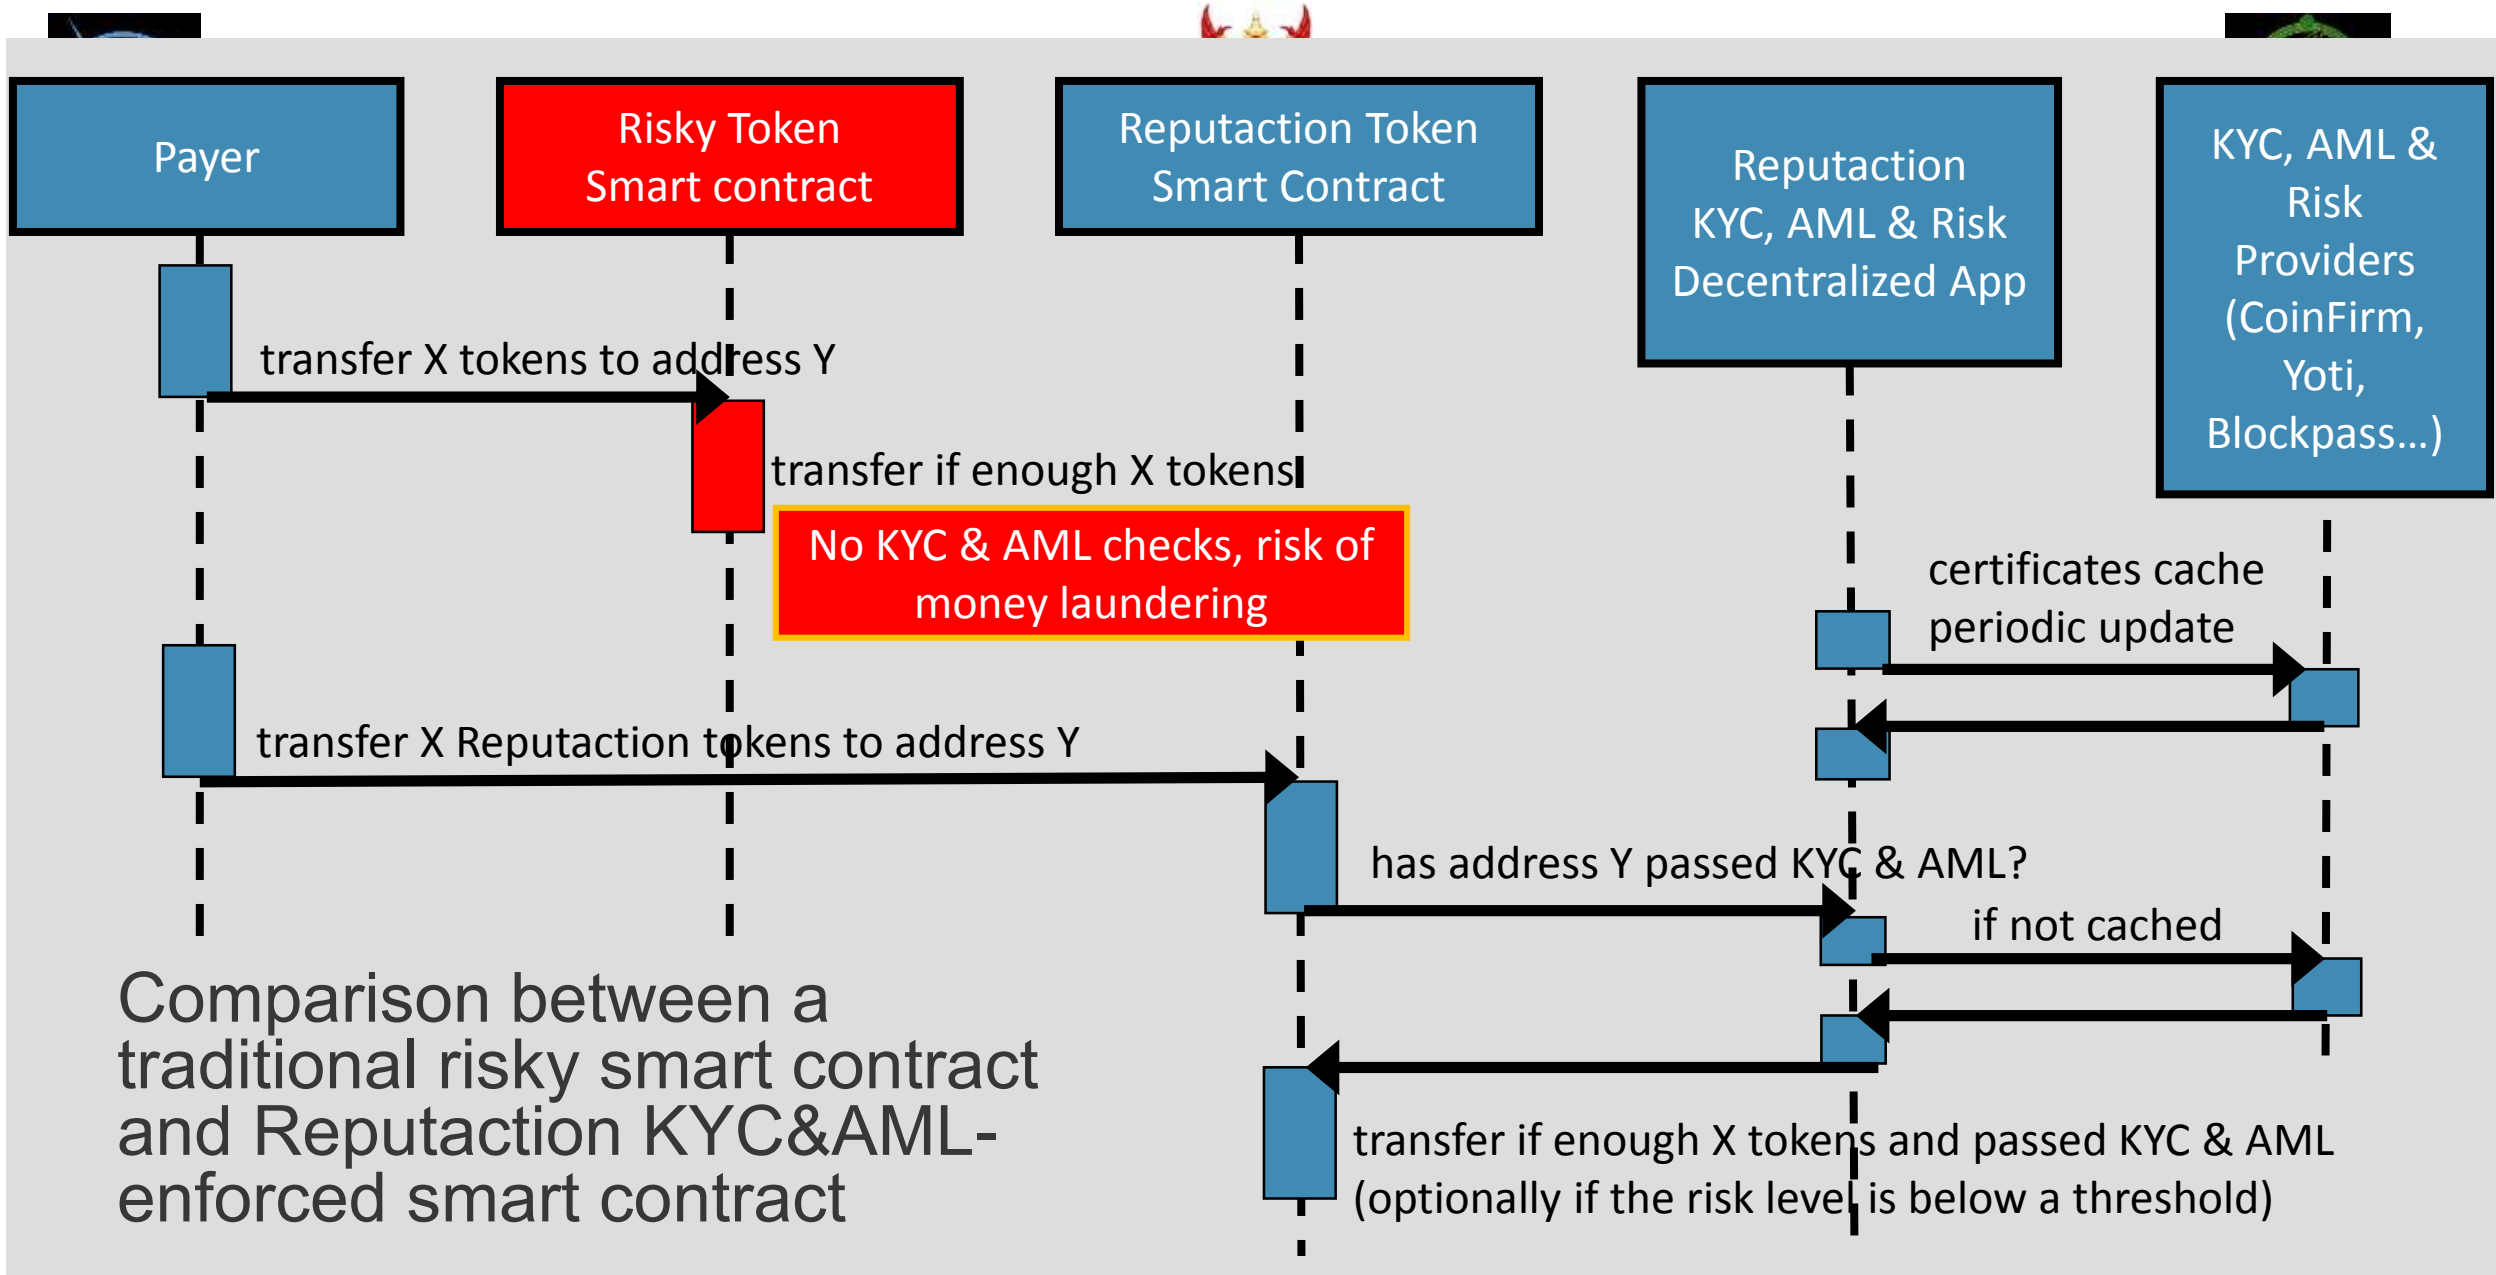 Payer
Risky Token
Smart contract
Reputaction Token
Smart Contract
Reputaction
KYC, AML & Risk
Decentralized App
KYC, AML &
Risk
Providers
(CoinFirm,
Yoti,
Blockpass...)
transfer X tokens to address Y
transfer if enough X tokens
No KYC & AML checks, risk of
money laundering
certificates cache
periodic update
transfer X Reputaction tokens to address Y
has address Y passed KYC & AML?
if not cached
transfer if enough X tokens and passed KYC & AML
(optionally if the risk level is below a threshold)
Comparison between a
traditional risky smart contract
and Reputaction KYC&AML-
enforced smart contract